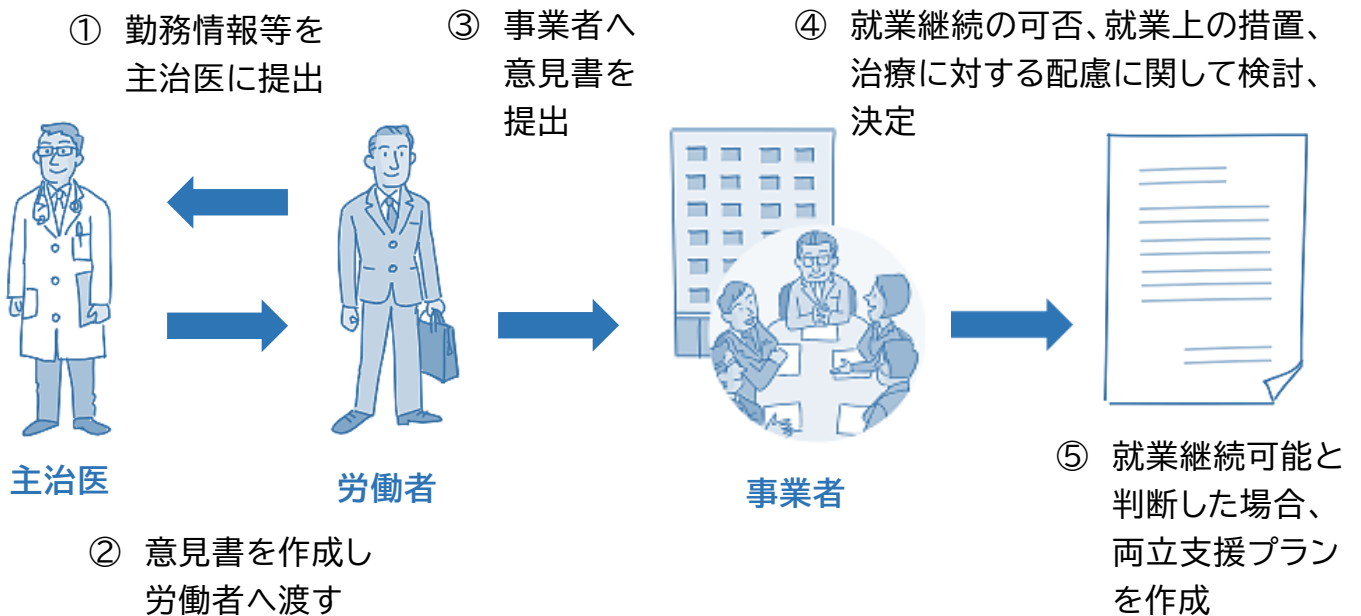 ① 勤務情報等を
主治医に提出
③ 事業者へ
意見書を
提出
④ 就業継続の可否、就業上の措置、
治療に対する配慮に関して検討、
決定
主治医
労働者
事業者
② 意見書を作成し
労働者へ渡す
⑤ 就業継続可能と
判断した場合、
両立支援プラン
を作成